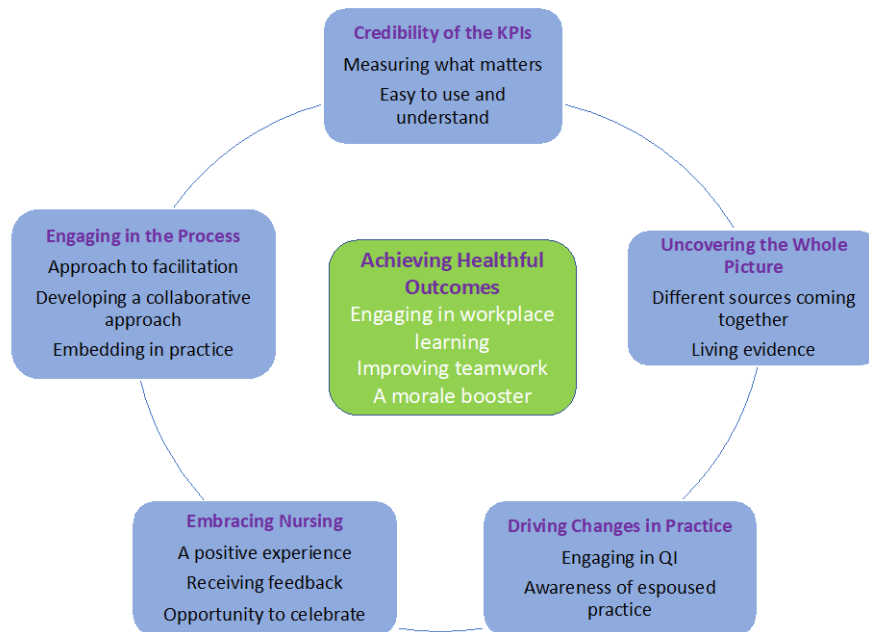 Credibility of the KPIs
Measuring what matters
Easy to use and
understand
Engaging in the Process
Approach to facilitation
Developing a collaborative
approach
Embedding in practice
Achieving Healthful
Outcomes
Engaging in workplace
learning
Improving teamwork
A morale booster
Uncovering the Whole
Picture
Different sources coming
together
Living evidence
Embracing Nursing
A positive experience
Receiving feedback
Opportunity to celebrate
Driving Changes in Practice
Engaging in QI
Awareness of espoused
practice